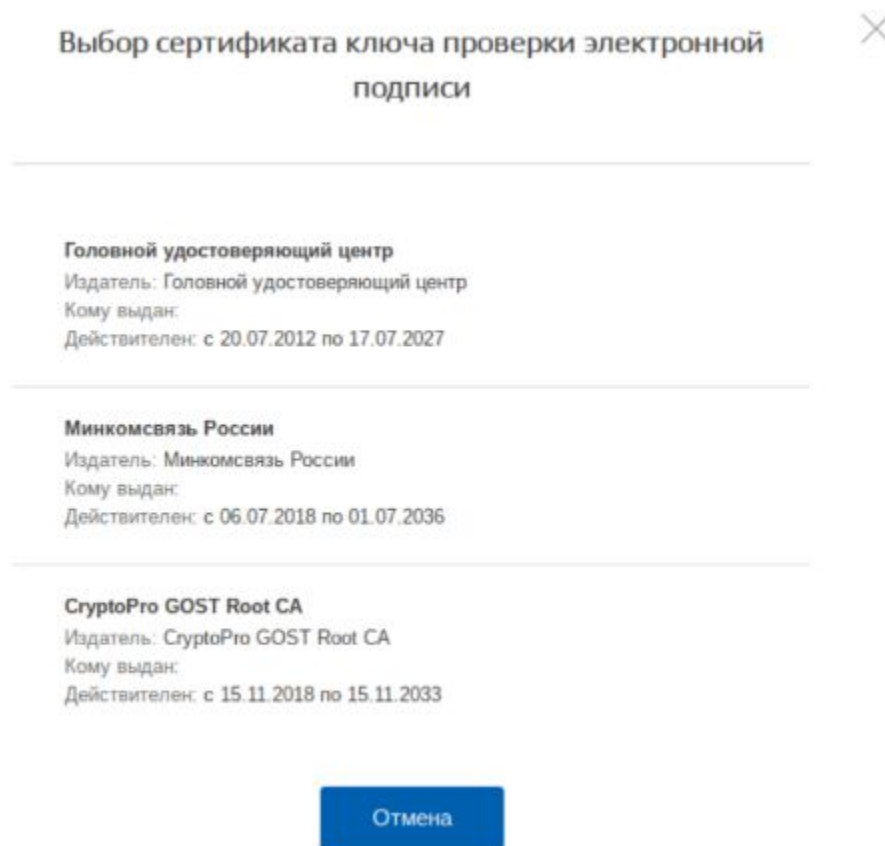 Выбор сертификата ключа проверки электронной
подписи
Головной удостоверяющий центр
Издатель: Головной удостоверяющий центр
Кому выдан:
Действителен: с 20.07.2012 по 17.07.2027
Минкомсвязь России
Издатель: Минкомсвязь России
Кому выдан:
Действителен: с 06.07.2018 по 01.07.2036
CryptoPro GOST Root CA
Издатель: CryptoPro GOST Root CA
Кому выдан:
Действителен: с 15.11.2018 по 15.11.2033
Отмена